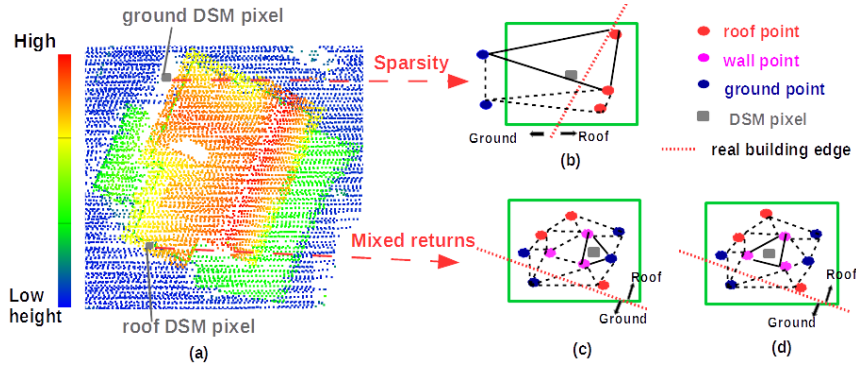 ground DSM pixel
High
Low
height
roof DSM pixel
(a)
Sparsity
Mixed returns
Ground
Roof
(b)
roof point
wall point
ground point
DSM pixel
real building edge
Roof
Ground
(c)
Roof
Ground
(d)